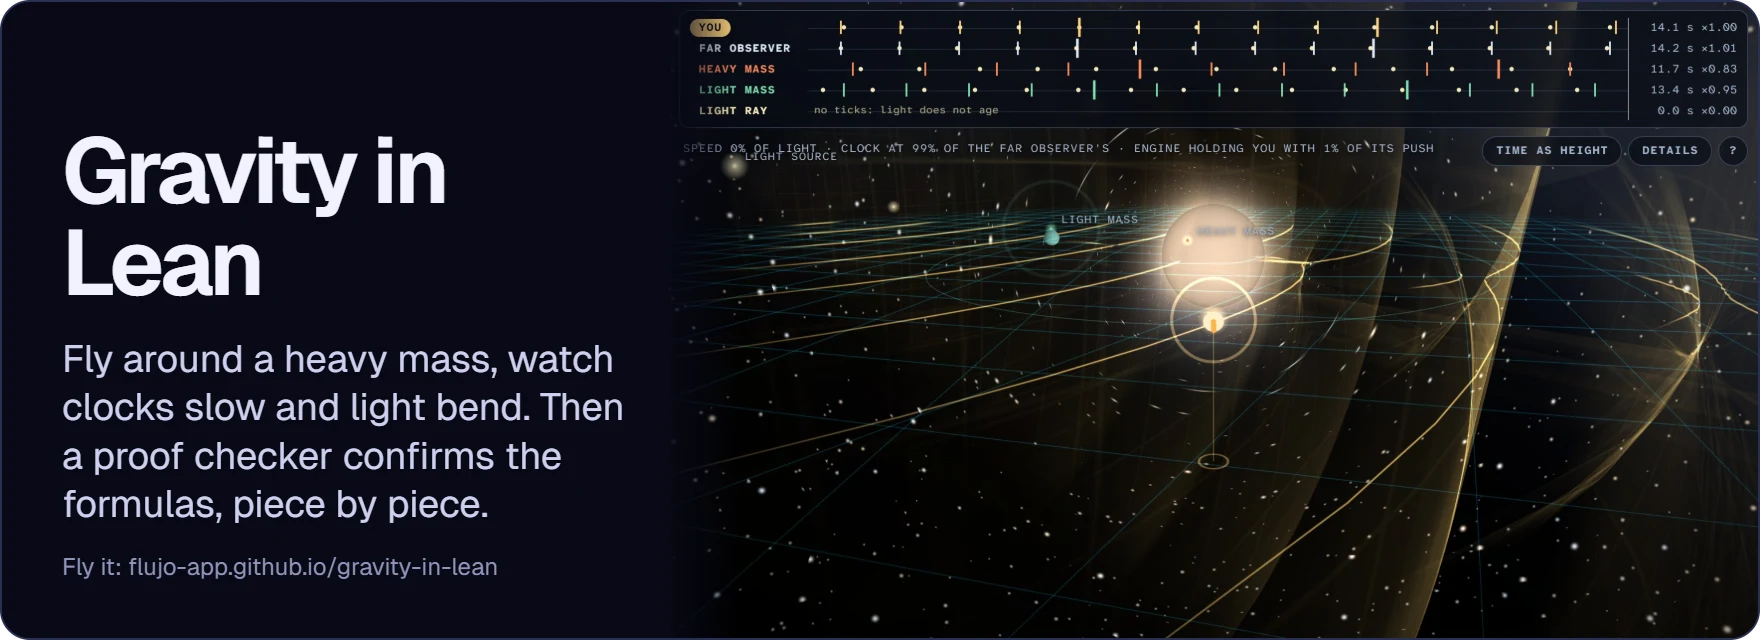 Gravity in
Lean
Fly around a heavy mass, watch
clocks slow and light bend. Then
a proof checker confirms the
formulas, piece by piece.
Fly it: flujo-app.github.io/gravity-in-lean
YOU 14.1 s ×1.00
FAR OBSERVER 14.2 s ×1.01
HEAVY MASS 11.7 s ×0.83
LIGHT MASS 13.4 s ×0.95
LIGHT RAY no ticks: light does not age 0.0 s ×0.00
SPEED 0% OF LIGHT · CLOCK AT 99% OF THE FAR OBSERVER'S · ENGINE HOLDING YOU WITH 1% OF ITS PUSH
TIME AS HEIGHT DETAILS ?
LIGHT SOURCE
LIGHT MASS
HEAVY MASS